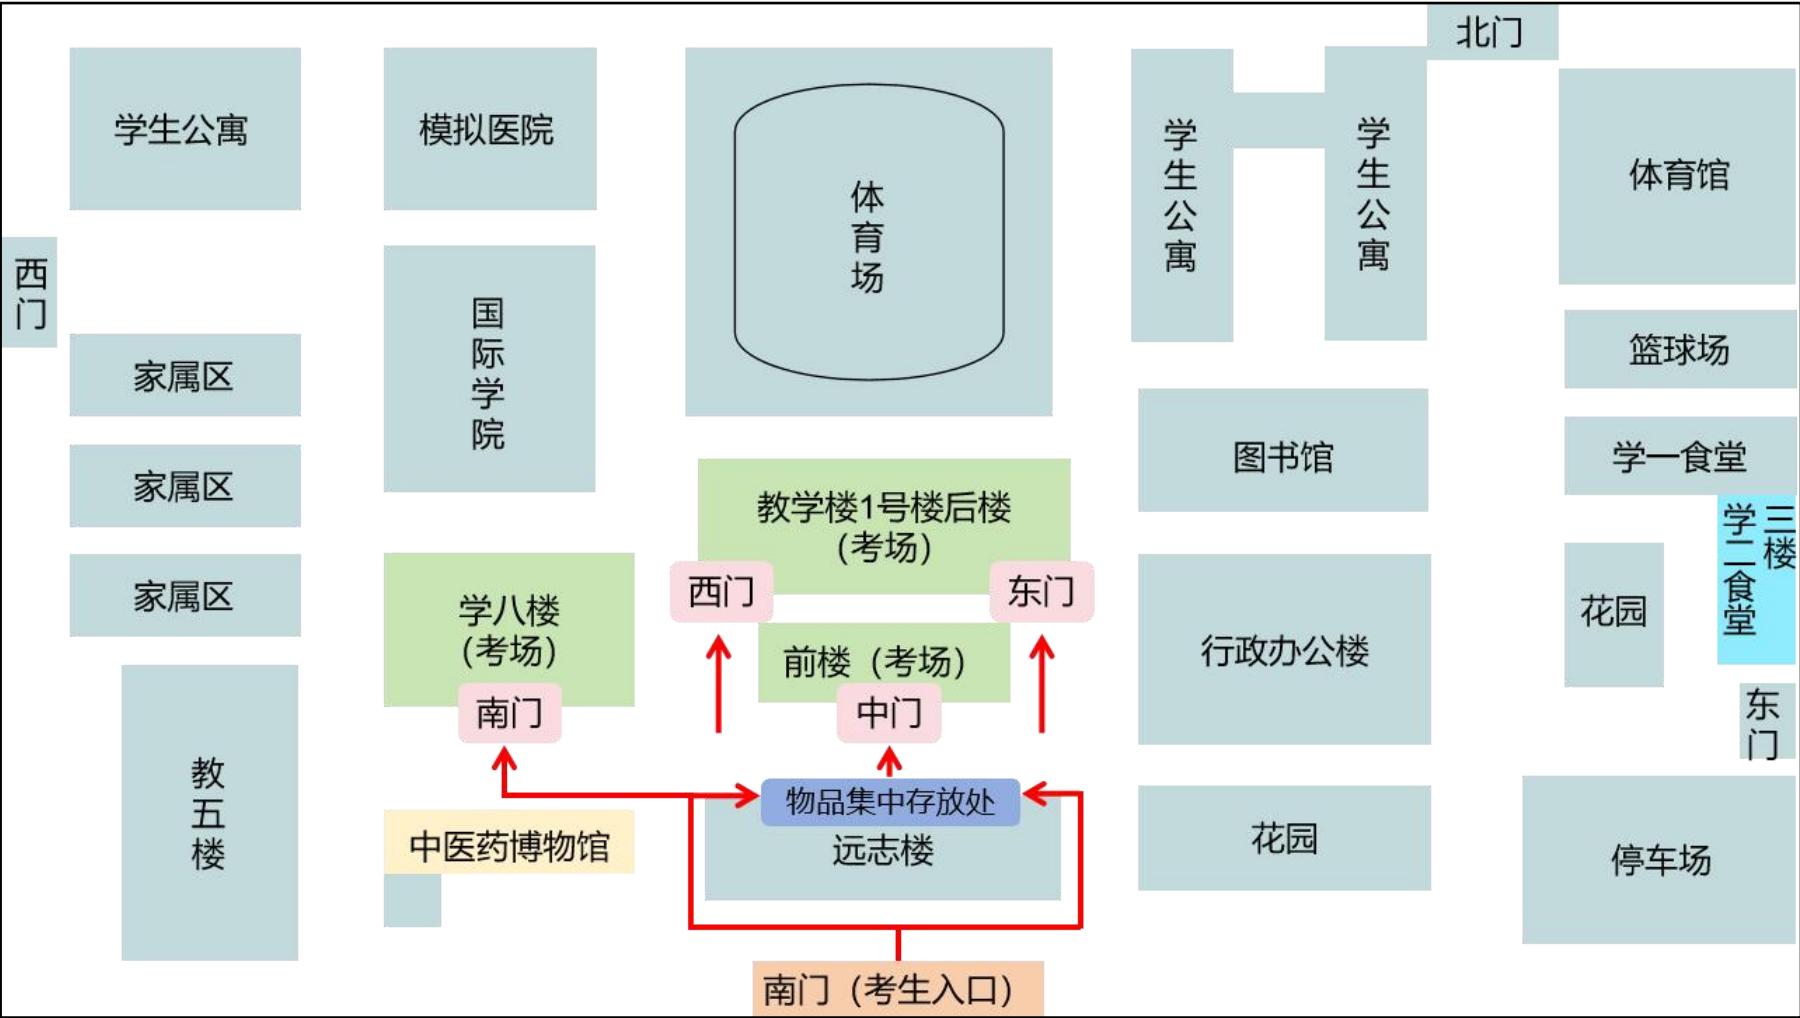 北门
学生公寓
模拟医院
体育场
学生公寓
学生公寓
体育馆
西门
国际学院
家属区
篮球场
家属区
图书馆
学一食堂
教学楼1号楼后楼
(考场)
三楼
学二食堂
西门
东门
家属区
学八楼
(考场)
花园
前楼（考场）
行政办公楼
南门
中门
东门
教五楼
物品集中存放处
中医药博物馆
远志楼
花园
停车场
南门（考生入口）